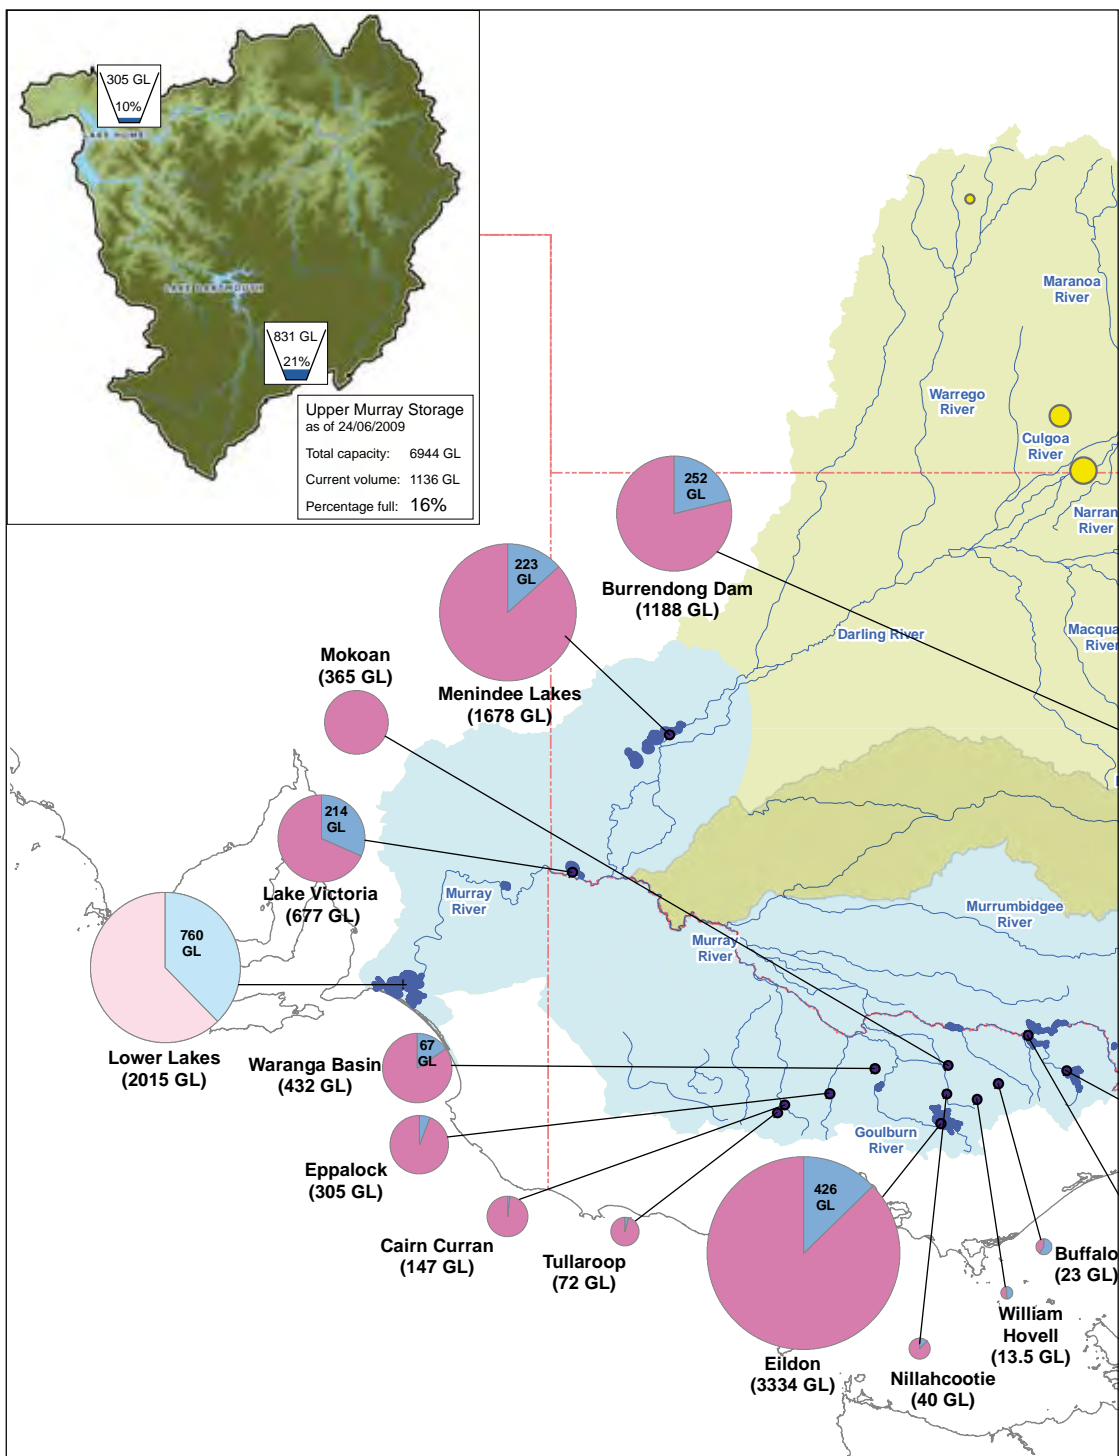 305 GL
10%
LAKE HUME
LAKE DARTMOUTH
831 GL
21%
Upper Murray Storage
as of 24/06/2009
Total capacity: 6944 GL
Current volume: 1136 GL
Percentage full: 16%
Maranoa
River
Warrego
River
Culgoa
River
Narran
River
252
GL
Burrendong Dam
(1188 GL)
223
GL
Menindee Lakes
(1678 GL)
Darling River
Macqua
River
Mokoan
(365 GL)
214
GL
Lake Victoria
(677 GL)
Murray
River
Murrumbidgee
River
Murray
River
760
GL
Lower Lakes
(2015 GL)
67
GL
Waranga Basin
(432 GL)
Eppalock
(305 GL)
Goulburn
River
426
GL
Cairn Curran
(147 GL)
Tullaroop
(72 GL)
Eildon
(3334 GL)
Buffalo
(23 GL)
William
Hovell
(13.5 GL)
Nillahcootie
(40 GL)